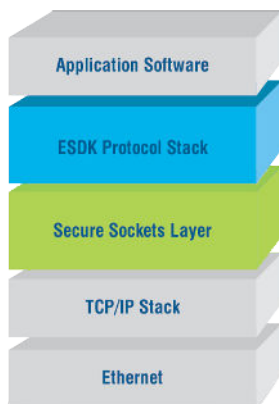 Application Software
ESDK Protocol Stack
Secure Sockets Layer
TCP/IP Stack
Ethernet